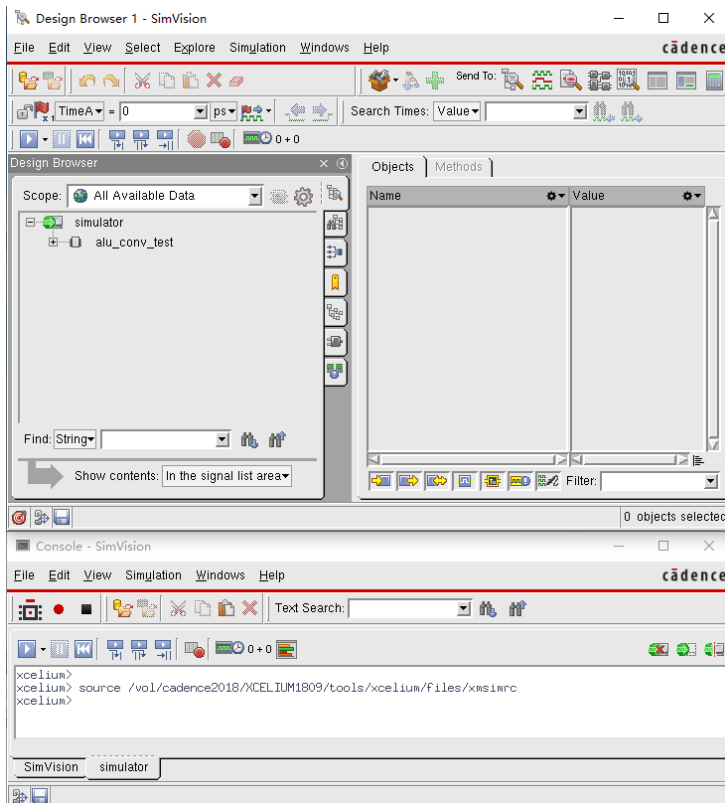 Design Browser 1 - SimVision
File Edit View Select Explore Simulation Windows Help
cādence
Send To:
TimeA = 0 ps Search Times: Value
0 + 0
Design Browser
Objects Methods
Scope: All Available Data
Name Value
simulator
alu_conv_test
Find: String
Show contents: In the signal list area
Filter:
0 objects selected
Console - SimVision
File Edit View Simulation Windows Help
cādence
Text Search:
0 + 0
xcelium>
xcelium> source /vol/cadence2018/XCELIUM1809/tools/xcelium/files/xmsimrc
xcelium>
SimVision simulator